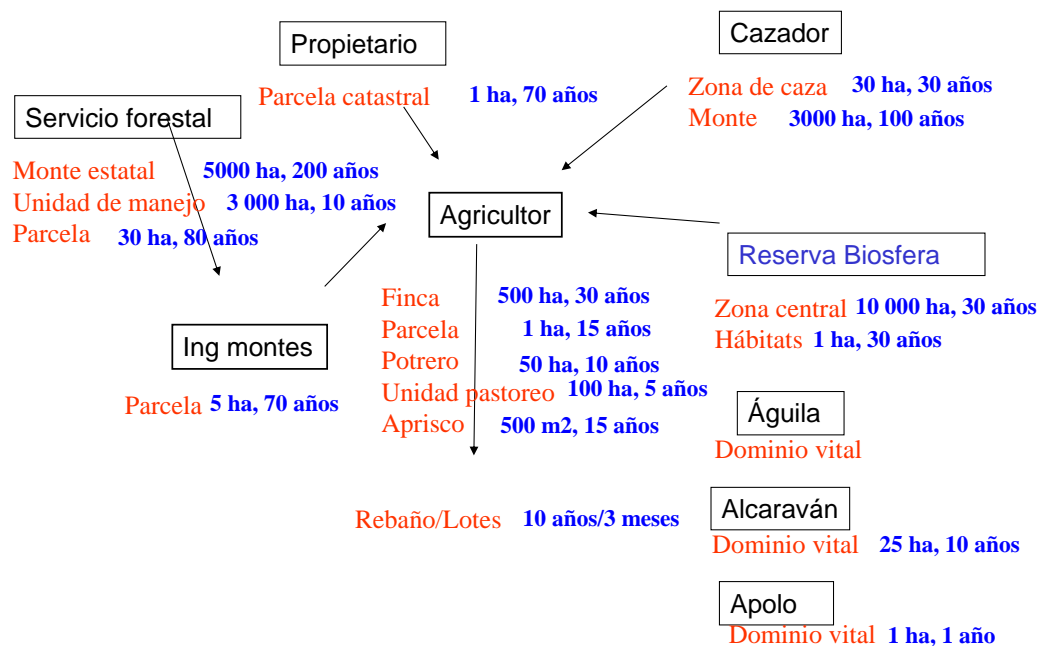 Propietario
Parcela catastral 1 ha, 70 años
Cazador
Zona de caza 30 ha, 30 años
Monte 3000 ha, 100 años
Servicio forestal
Monte estatal 5000 ha, 200 años
Unidad de manejo 3 000 ha, 10 años
Parcela 30 ha, 80 años
Agricultor
Finca 500 ha, 30 años
Parcela 1 ha, 15 años
Potrero 50 ha, 10 años
Unidad pastoreo 100 ha, 5 años
Aprisco 500 m2, 15 años
Reserva Biosfera
Zona central 10 000 ha, 30 años
Hábitats 1 ha, 30 años
Ing montes
Parcela 5 ha, 70 años
Rebaño/Lotes 10 años/3 meses
Águila
Dominio vital
Alcaraván
Dominio vital 25 ha, 10 años
Apolo
Dominio vital 1 ha, 1 año